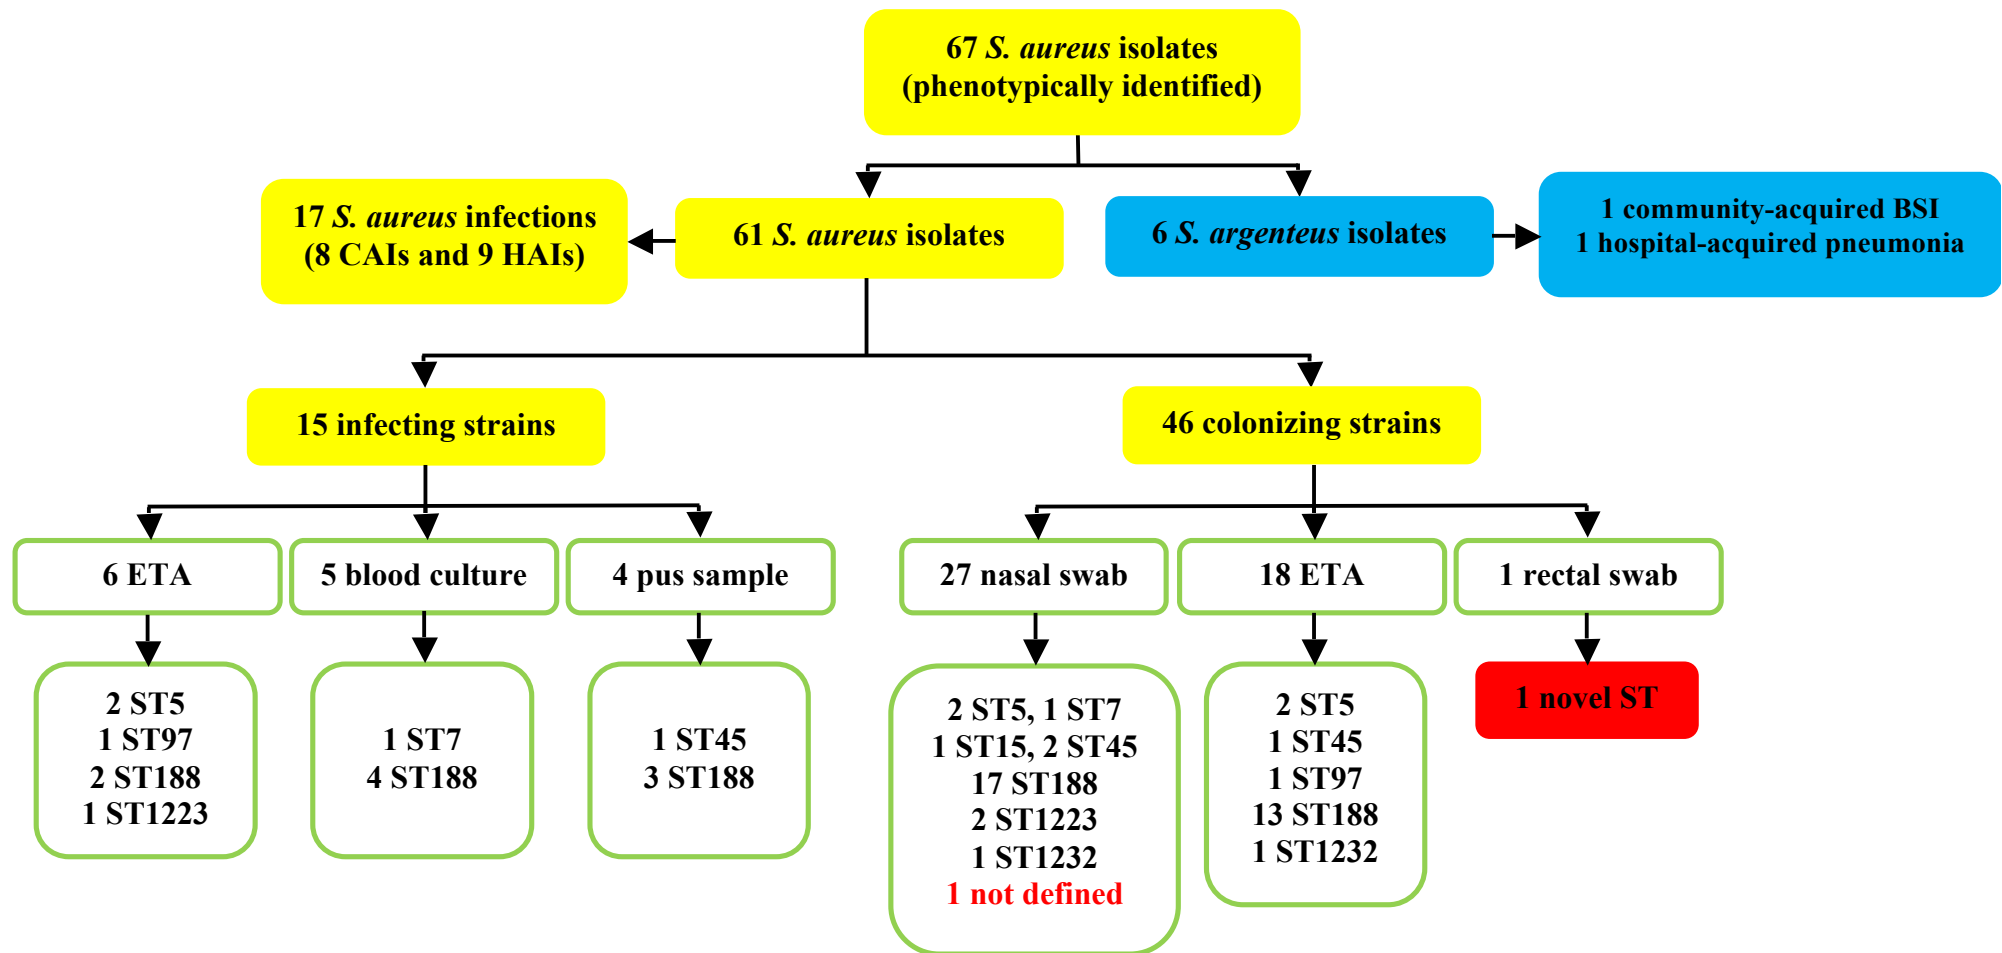 67 S. aureus isolates
(phenotypically identified)
17 S. aureus infections
(8 CAIs and 9 HAIs)
61 S. aureus isolates
6 S. argenteus isolates
1 community-acquired BSI
1 hospital-acquired pneumonia
15 infecting strains
46 colonizing strains
6 ETA
5 blood culture
4 pus sample
27 nasal swab
18 ETA
1 rectal swab
2 ST5
1 ST97
2 ST188
1 ST1223
1 ST7
4 ST188
1 ST45
3 ST188
2 ST5, 1 ST7
1 ST15, 2 ST45
17 ST188
2 ST1223
1 ST1232
1 not defined
2 ST5
1 ST45
1 ST97
13 ST188
1 ST1232
1 novel ST